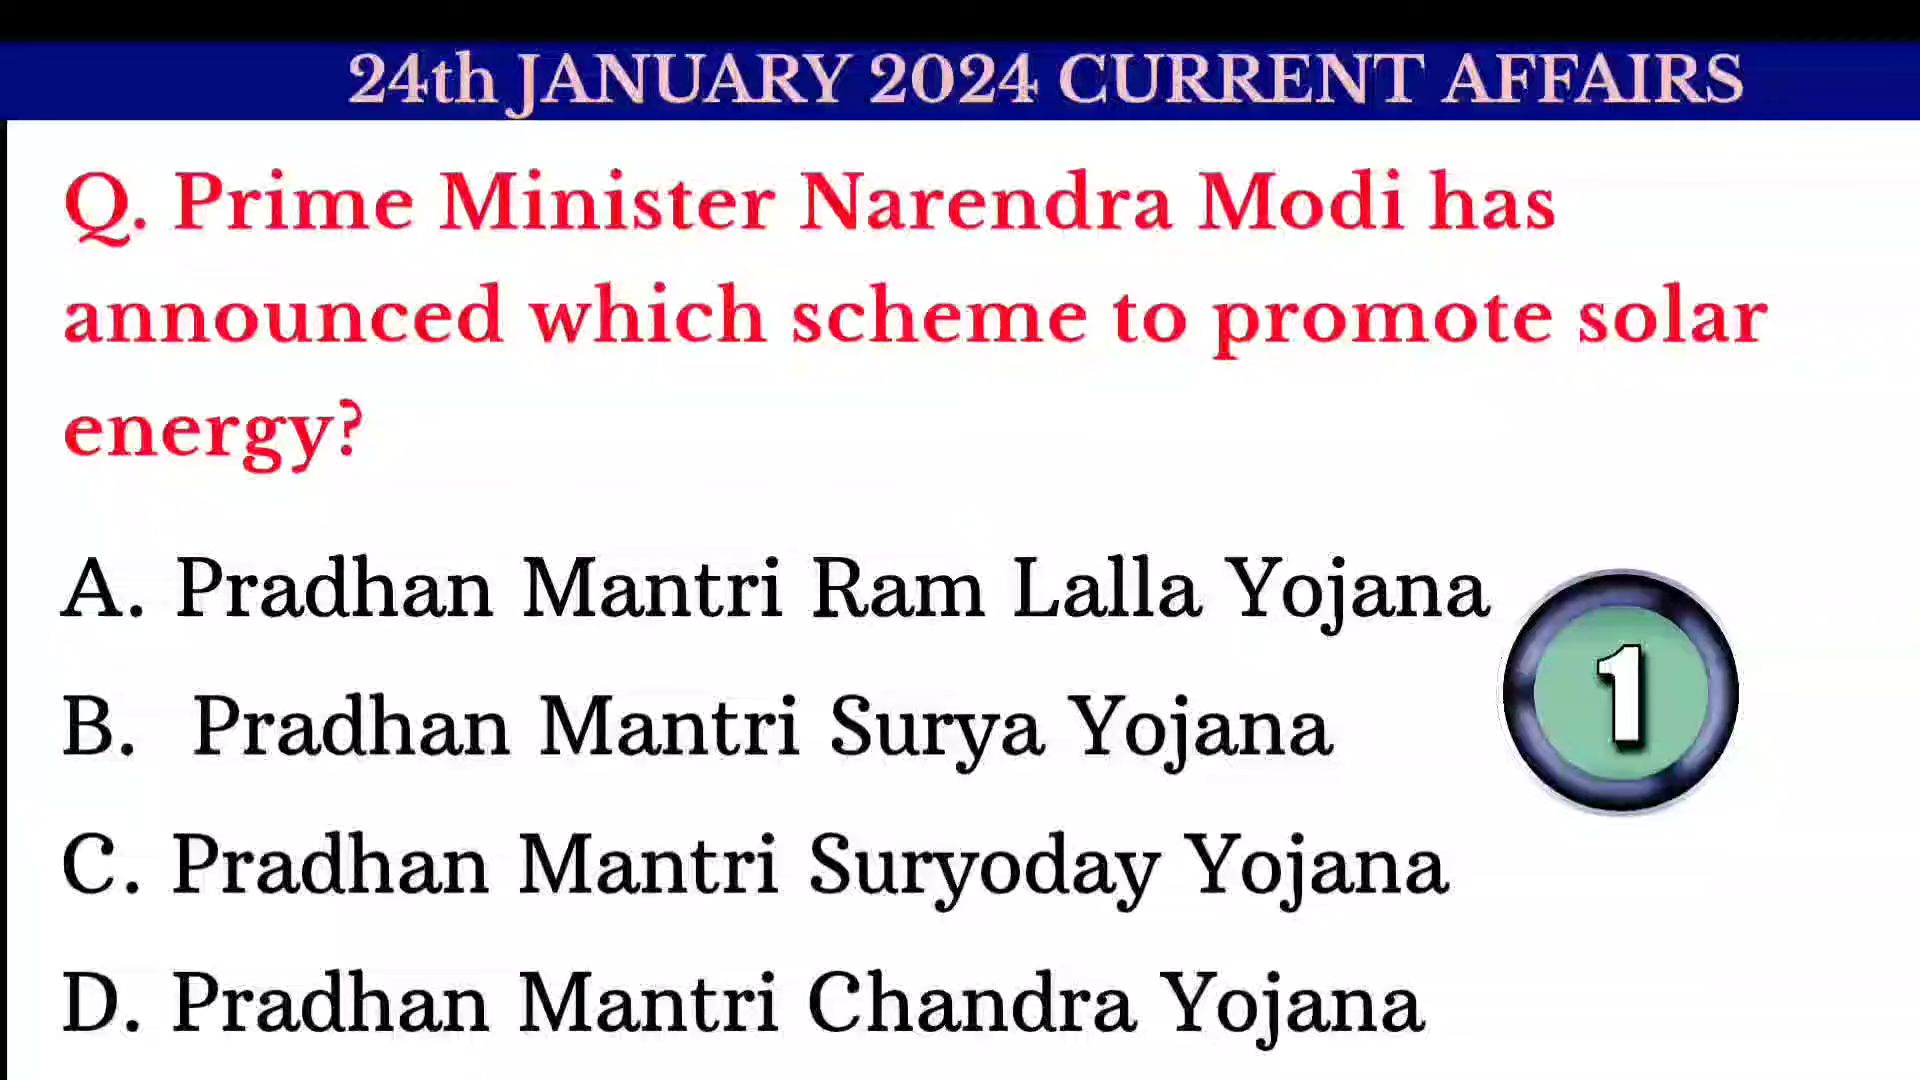 24th JANUARY 2024 CURRENT AFFAIRS
Q. Prime Minister Narendra Modi has
announced which scheme to promote solar
energy?
A. Pradhan Mantri Ram Lalla Yojana
1
B. Pradhan Mantri Surya Yojana
C. Pradhan Mantri Suryoday Yojana
D. Pradhan Mantri Chandra Yojana